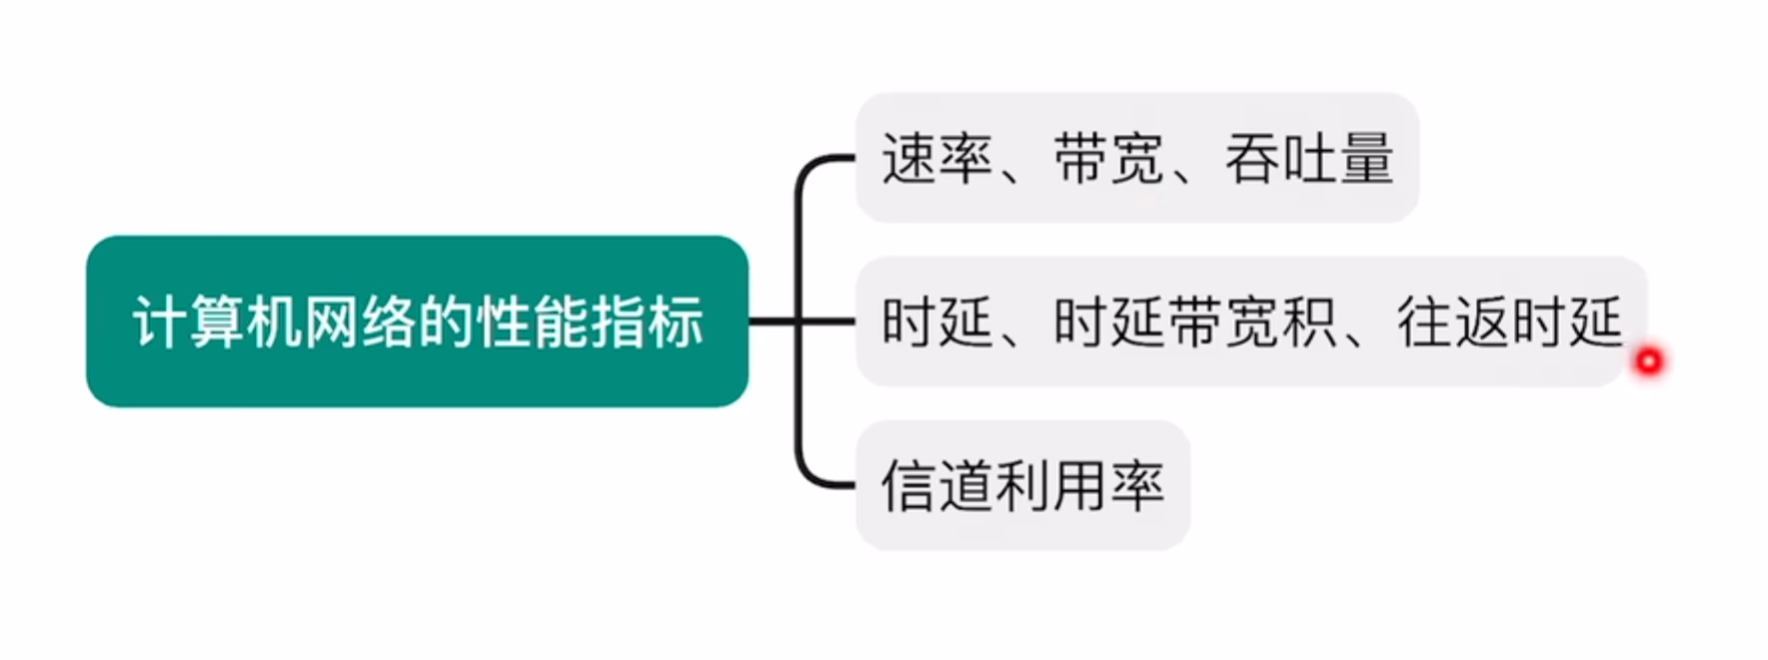 计算机网络的性能指标
速率、带宽、吞吐量
时延、时延带宽积、往返时延
信道利用率